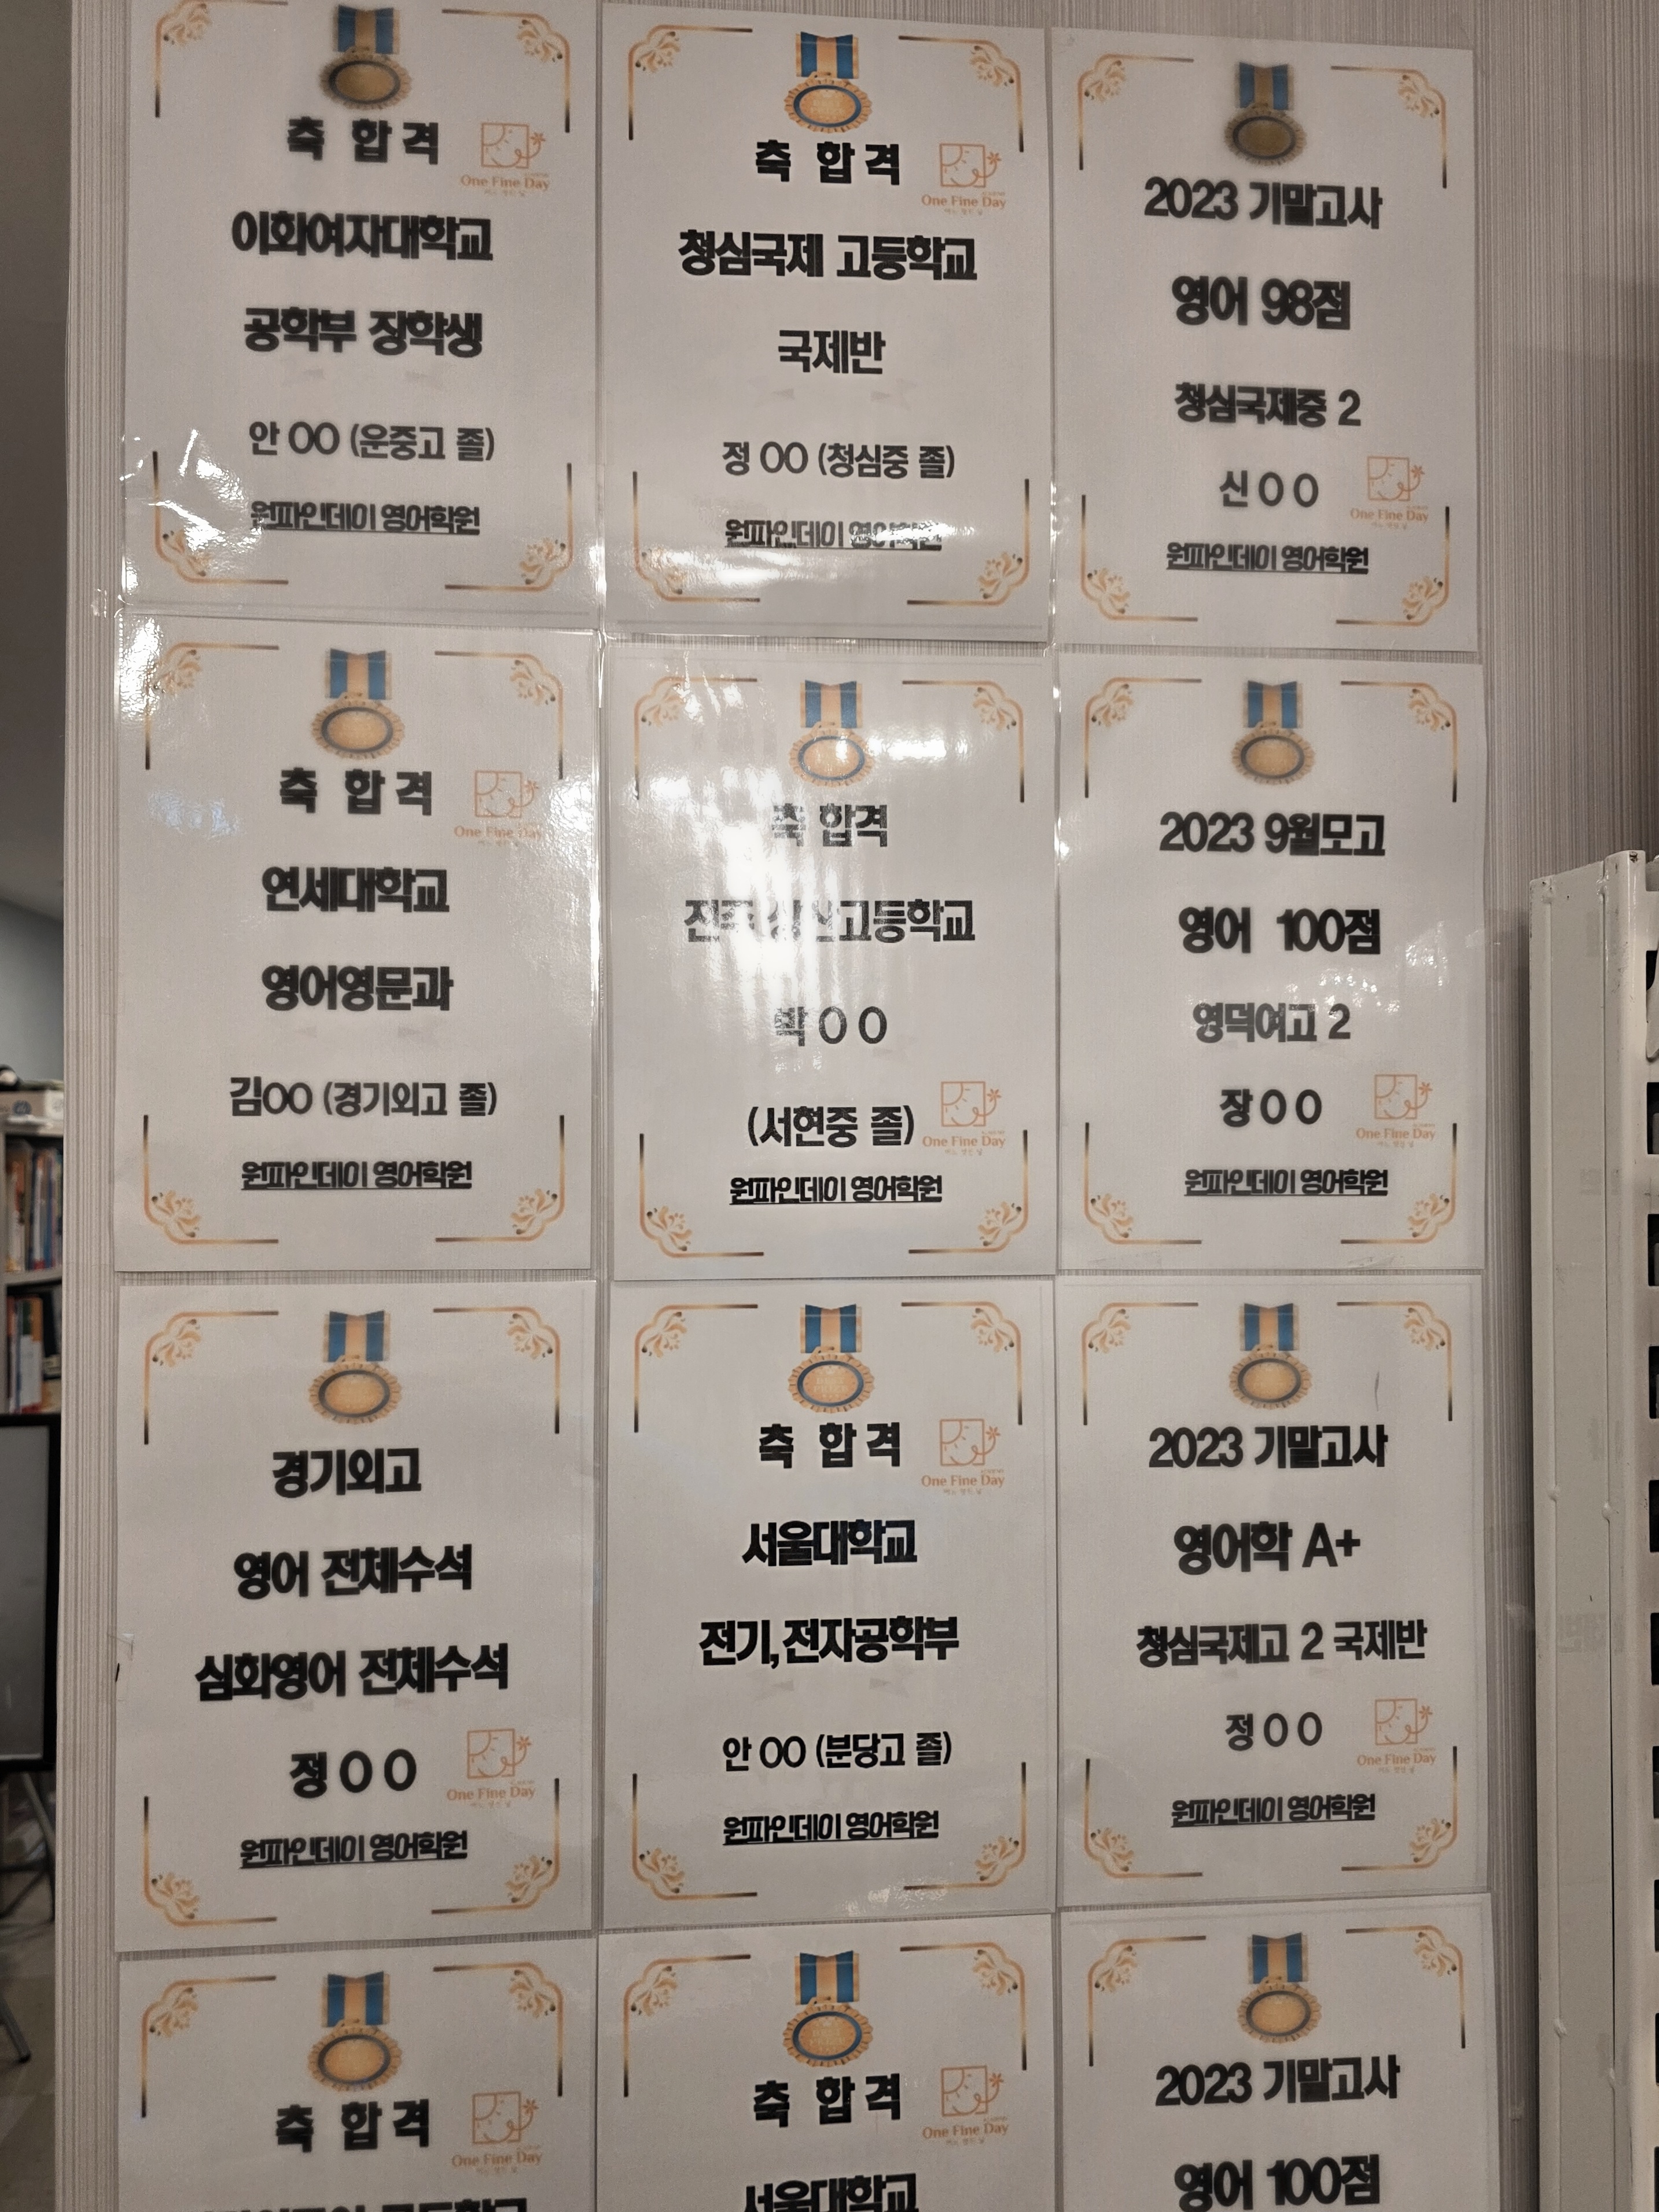 축 합격
One Fine Day
이화여자대학교
공학부 장학생
안 OO (운중고 졸)
원파인데이 영어학원
축 합격
One Fine Day
청심국제 고등학교
국제반
정 OO (청심중 졸)
원파인데이 영어학원
2023 기말고사
영어 98점
청심국제중 2
신 O O
One Fine Day
원파인데이 영어학원
축 합격
One Fine Day
연세대학교
영어영문과
김OO (경기외고 졸)
원파인데이 영어학원
축 합격
고등학교
O O
(서현중 졸)
One Fine Day
원파인데이 영어학원
2023 9월모고
영어 100점
영덕여고 2
장 O O
One Fine Day
원파인데이 영어학원
경기외고
영어 전체수석
심화영어 전체수석
정 O O
One Fine Day
원파인데이 영어학원
축 합격
One Fine Day
서울대학교
전기,전자공학부
안 OO (분당고 졸)
원파인데이 영어학원
2023 기말고사
영어학 A+
청심국제고 2 국제반
정 O O
One Fine Day
원파인데이 영어학원
축 합격
One Fine Day
축 합격
One Fine Day
서울대학교
2023 기말고사
영어 100점